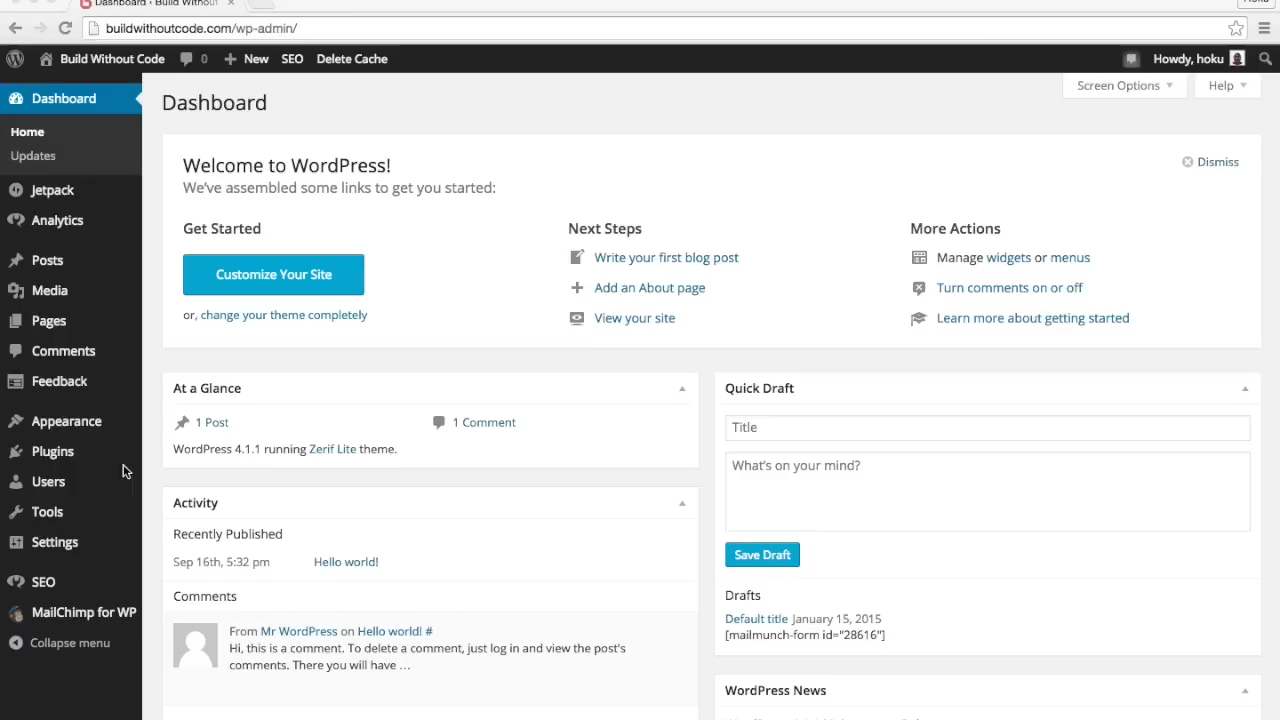 Dashboard ‹ Build Without
Hoku
buildwithoutcode.com/wp-admin/
Build Without Code 0 New SEO Delete Cache Howdy, hoku
Dashboard
Home
Updates
Jetpack
Analytics
Posts
Media
Pages
Comments
Feedback
Appearance
Plugins
Users
Tools
Settings
SEO
MailChimp for WP
Collapse menu
Screen Options Help
Dashboard
Welcome to WordPress!
Dismiss
We've assembled some links to get you started:
Get Started
Customize Your Site
or, change your theme completely
Next Steps
Write your first blog post
Add an About page
View your site
More Actions
Manage widgets or menus
Turn comments on or off
Learn more about getting started
At a Glance
1 Post 1 Comment
WordPress 4.1.1 running Zerif Lite theme.
Activity
Recently Published
Sep 16th, 5:32 pm Hello world!
Comments
From Mr WordPress on Hello world! #
Hi, this is a comment. To delete a comment, just log in and view the post's
comments. There you will have …
Quick Draft
Title
What's on your mind?
Save Draft
Drafts
Default title January 15, 2015
[mailmunch-form id="28616"]
WordPress News